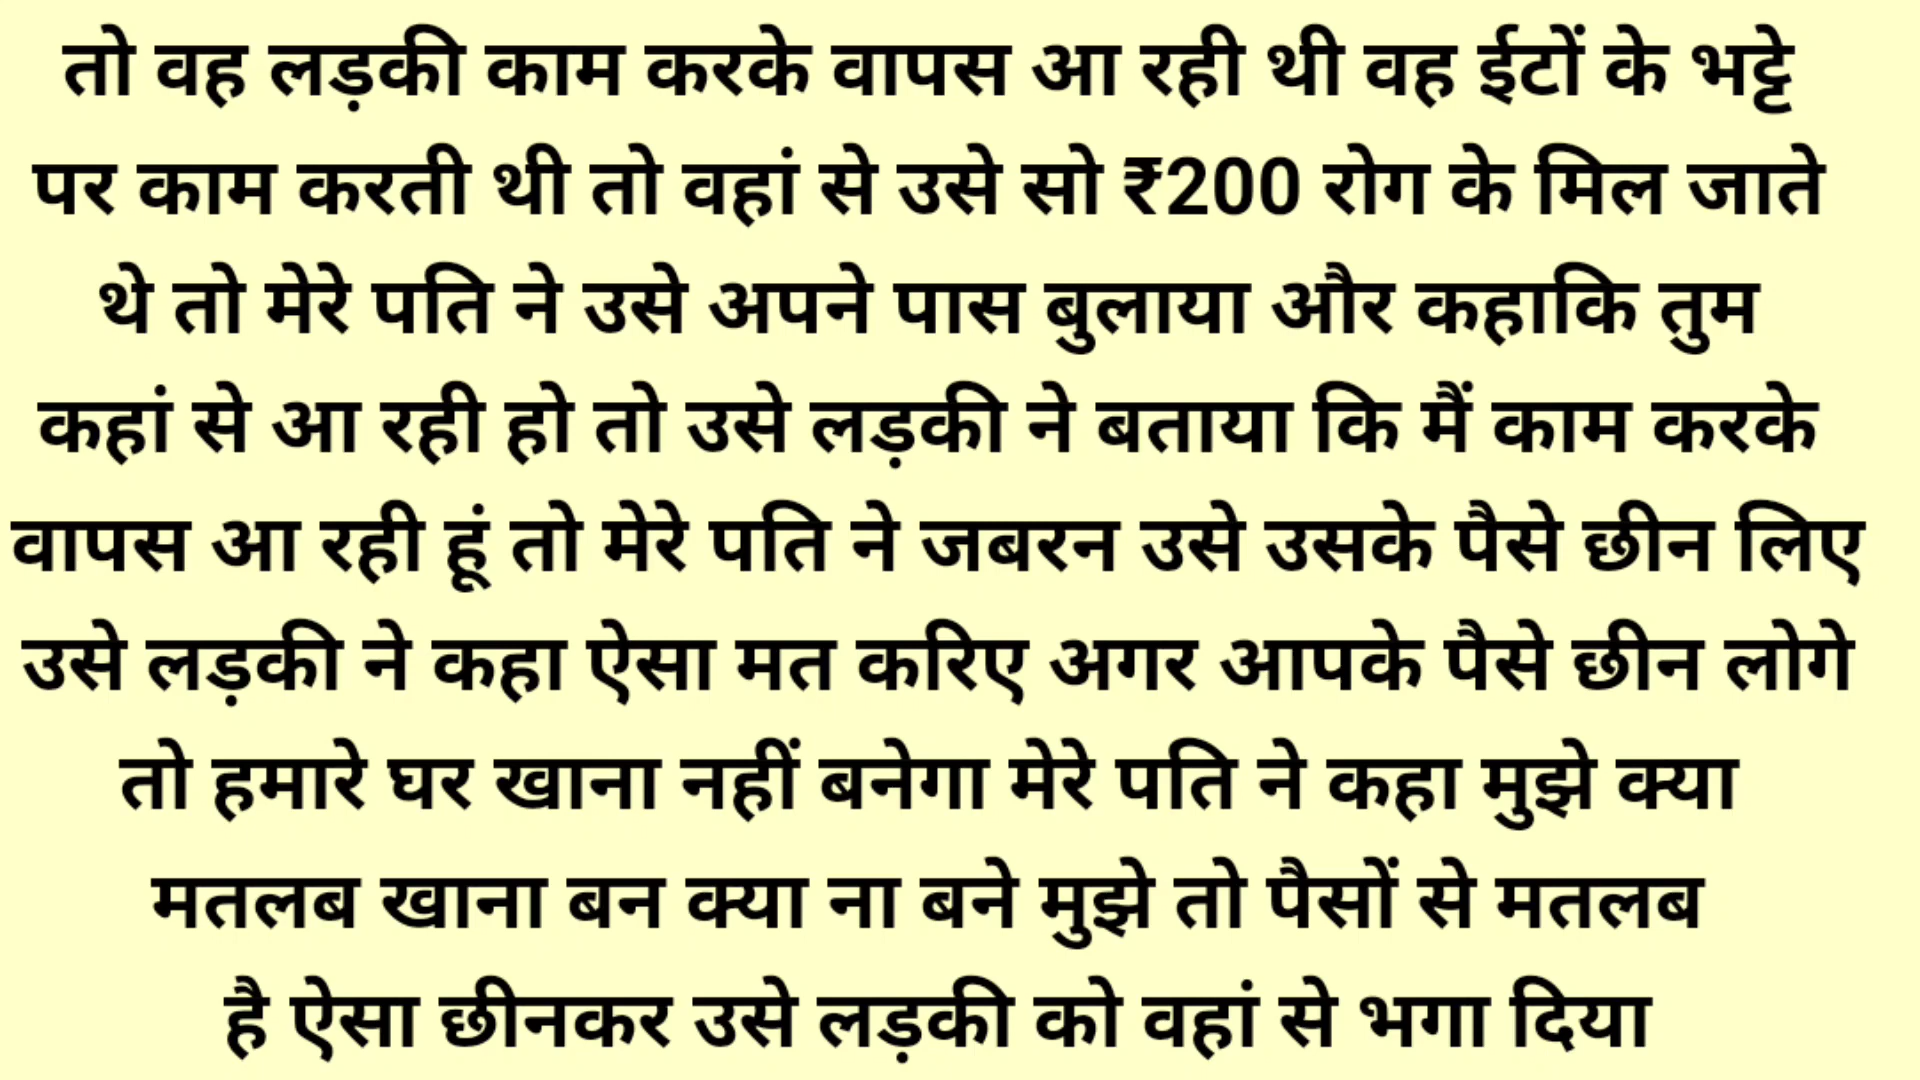 तो वह लड़की काम करके वापस आ रही थी वह ईटों के भट्टे
पर काम करती थी तो वहां से उसे सो ₹200 रोग के मिल जाते
थे तो मेरे पति ने उसे अपने पास बुलाया और कहाकि तुम
कहां से आ रही हो तो उसे लड़की ने बताया कि मैं काम करके
वापस आ रही हूं तो मेरे पति ने जबरन उसे उसके पैसे छीन लिए
उसे लड़की ने कहा ऐसा मत करिए अगर आपके पैसे छीन लोगे
तो हमारे घर खाना नहीं बनेगा मेरे पति ने कहा मुझे क्या
मतलब खाना बन क्या ना बने मुझे तो पैसों से मतलब
है ऐसा छीनकर उसे लड़की को वहां से भगा दिया